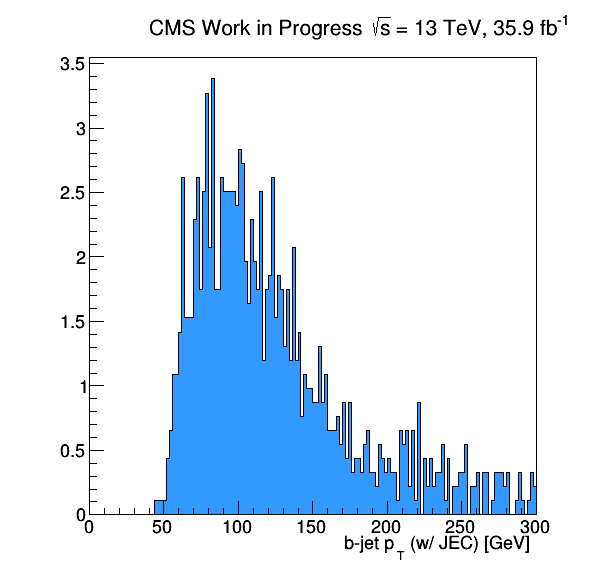 CMS Work in Progress √s = 13 TeV, 35.9 fb⁻¹
3.5
3
2.5
2
1.5
1
0.5
0
0 50 100 150 200 250 300
b-jet p_T (w/ JEC) [GeV]